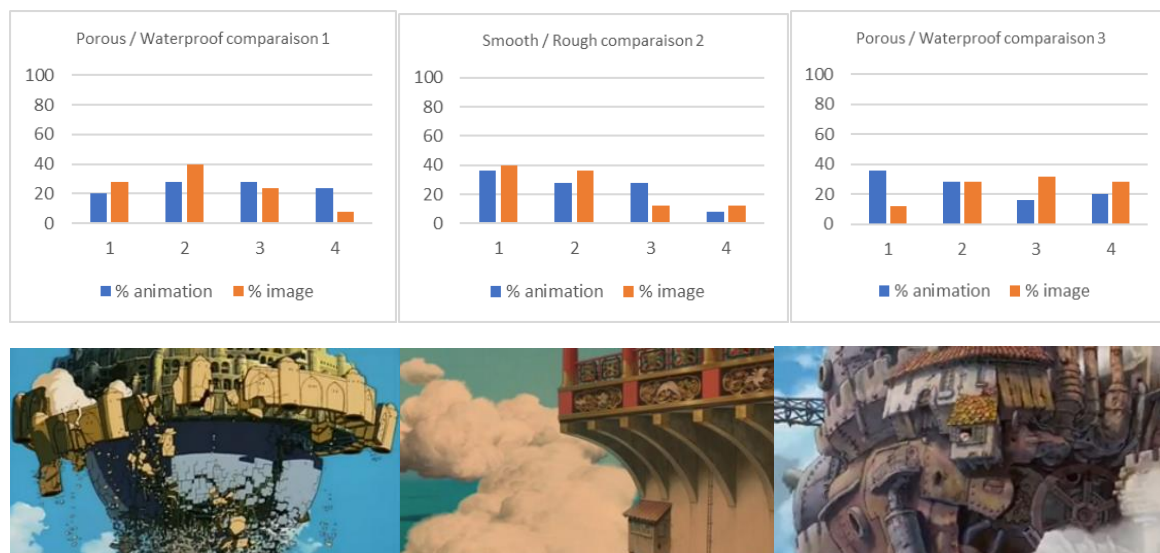 Porous / Waterproof comparaison 1
100
80
60
40
20
0
1 2 3 4
% animation % image
Smooth / Rough comparaison 2
100
80
60
40
20
0
1 2 3 4
% animation % image
Porous / Waterproof comparaison 3
100
80
60
40
20
0
1 2 3 4
% animation % image